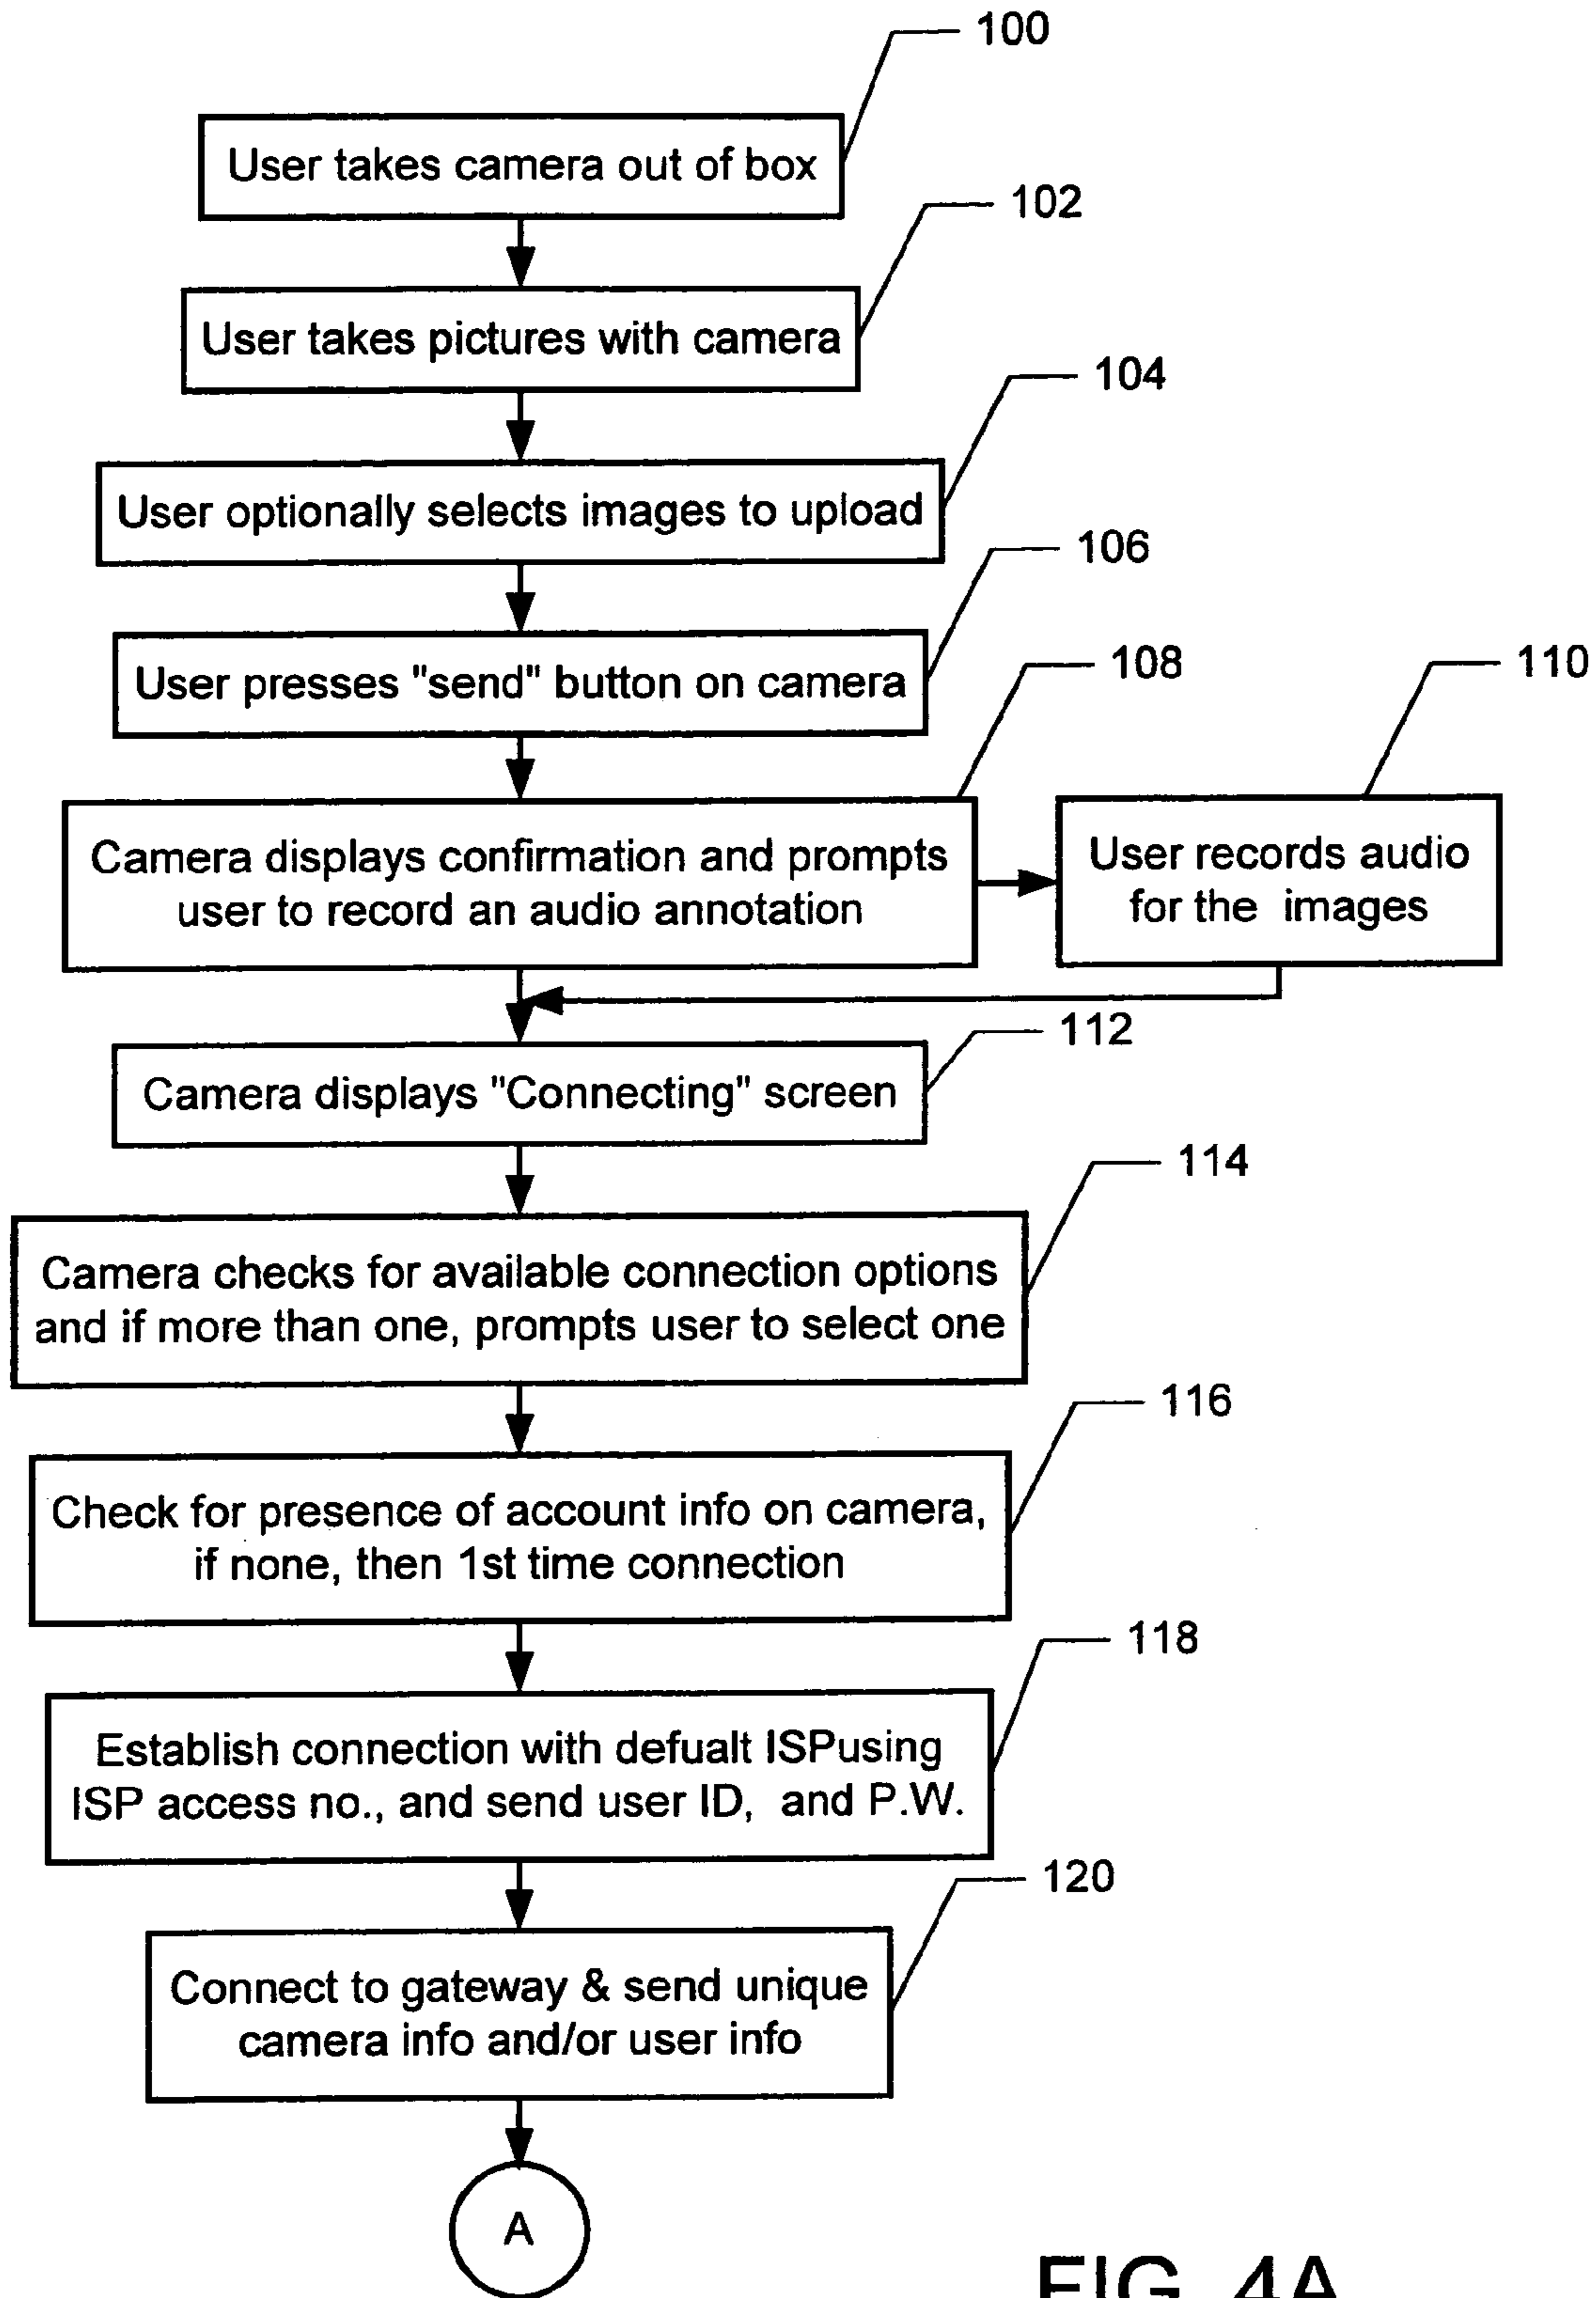 100
User takes camera out of box
102
User takes pictures with camera
104
User optionally selects images to upload
106
User presses "send" button on camera
108
110
Camera displays confirmation and prompts
user to record an audio annotation
User records audio
for the images
112
Camera displays "Connecting" screen
114
Camera checks for available connection options
and if more than one, prompts user to select one
116
Check for presence of account info on camera,
if none, then 1st time connection
118
Establish connection with defualt ISPusing
ISP access no., and send user ID, and P.W.
120
Connect to gateway & send unique
camera info and/or user info
A
FIG. 4A